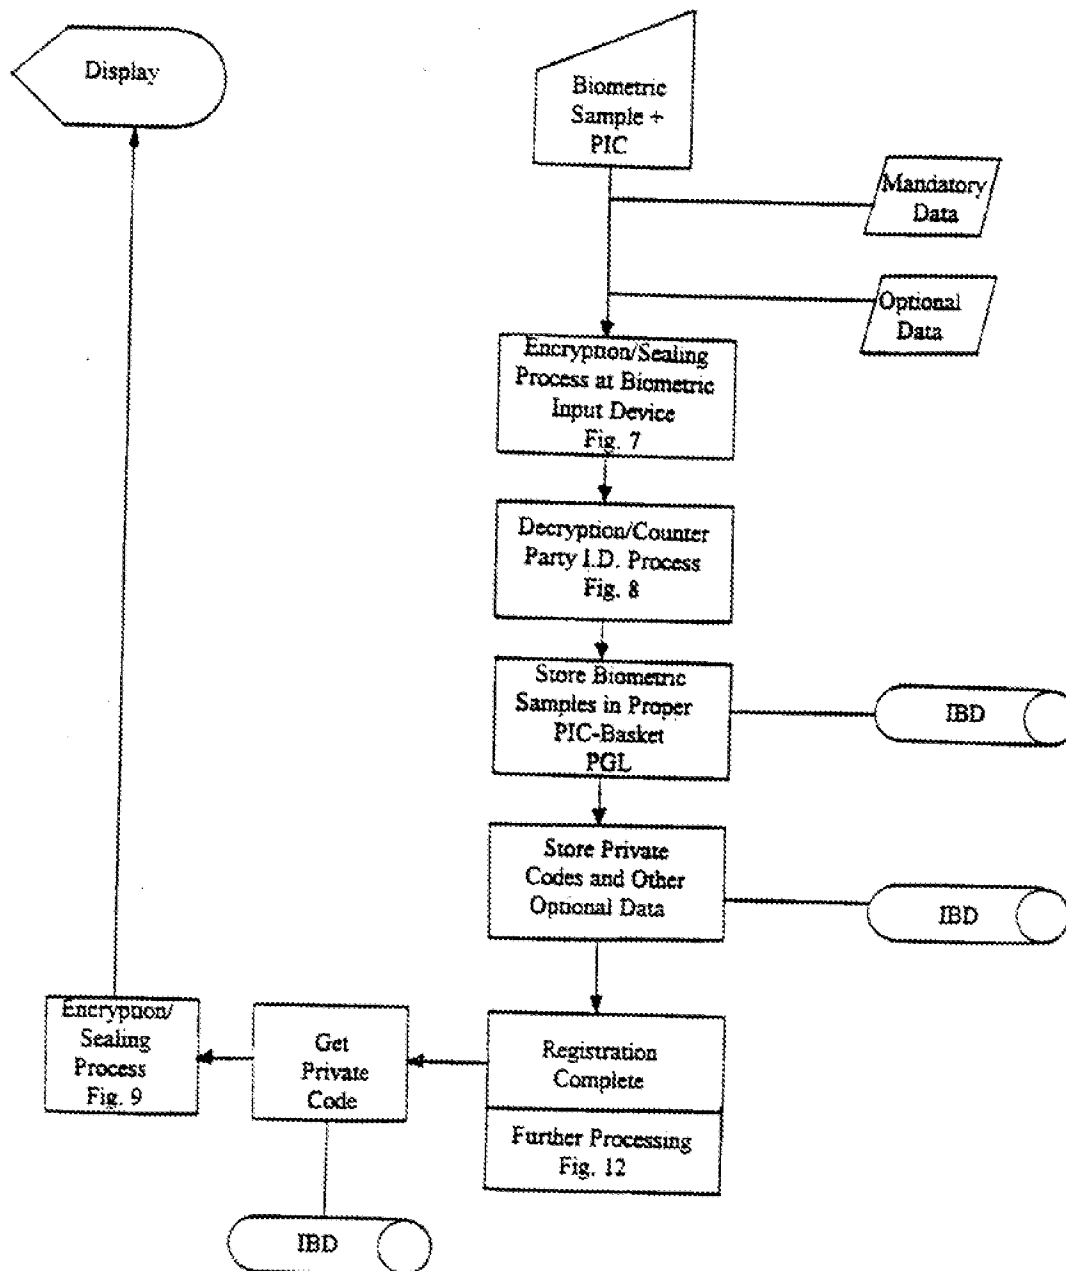 Display
Biometric
Sample +
PIC
Mandatory
Data
Optional
Data
Encryption/Sealing
Process at Biometric
Input Device
Fig. 7
Decryption/Counter
Party I.D. Process
Fig. 8
Store Biometric
Samples in Proper
PIC-Basket
PGL
IBD
Store Private
Codes and Other
Optional Data
IBD
Encryption/
Sealing
Process
Fig. 9
Get
Private
Code
Registration
Complete
Further Processing
Fig. 12
IBD